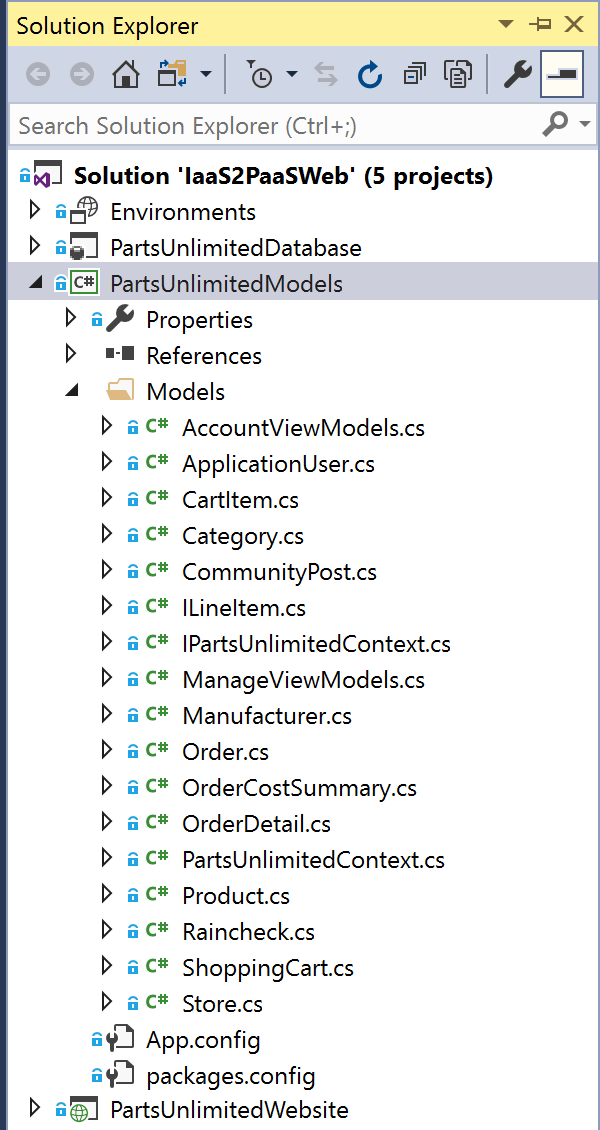 Solution Explorer
Search Solution Explorer (Ctrl+;)
Solution 'IaaS2PaaSWeb' (5 projects)
Environments
PartsUnlimitedDatabase
C# PartsUnlimitedModels
Properties
References
Models
C# AccountViewModels.cs
C# ApplicationUser.cs
C# CartItem.cs
C# Category.cs
C# CommunityPost.cs
C# ILineItem.cs
C# IPartsUnlimitedContext.cs
C# ManageViewModels.cs
C# Manufacturer.cs
C# Order.cs
C# OrderCostSummary.cs
C# OrderDetail.cs
C# PartsUnlimitedContext.cs
C# Product.cs
C# Raincheck.cs
C# ShoppingCart.cs
C# Store.cs
App.config
packages.config
PartsUnlimitedWebsite